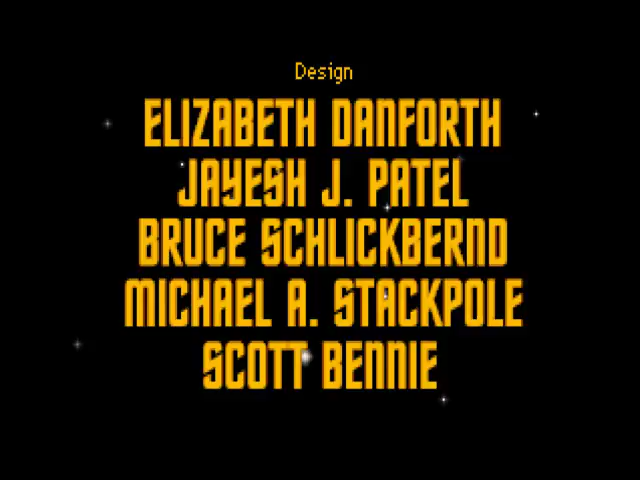 Design
ELIZABETH DANFORTH
JAYESH J. PATEL
BRUCE SCHLICKBERND
MICHAEL A. STACKPOLE
SCOTT BENNIE